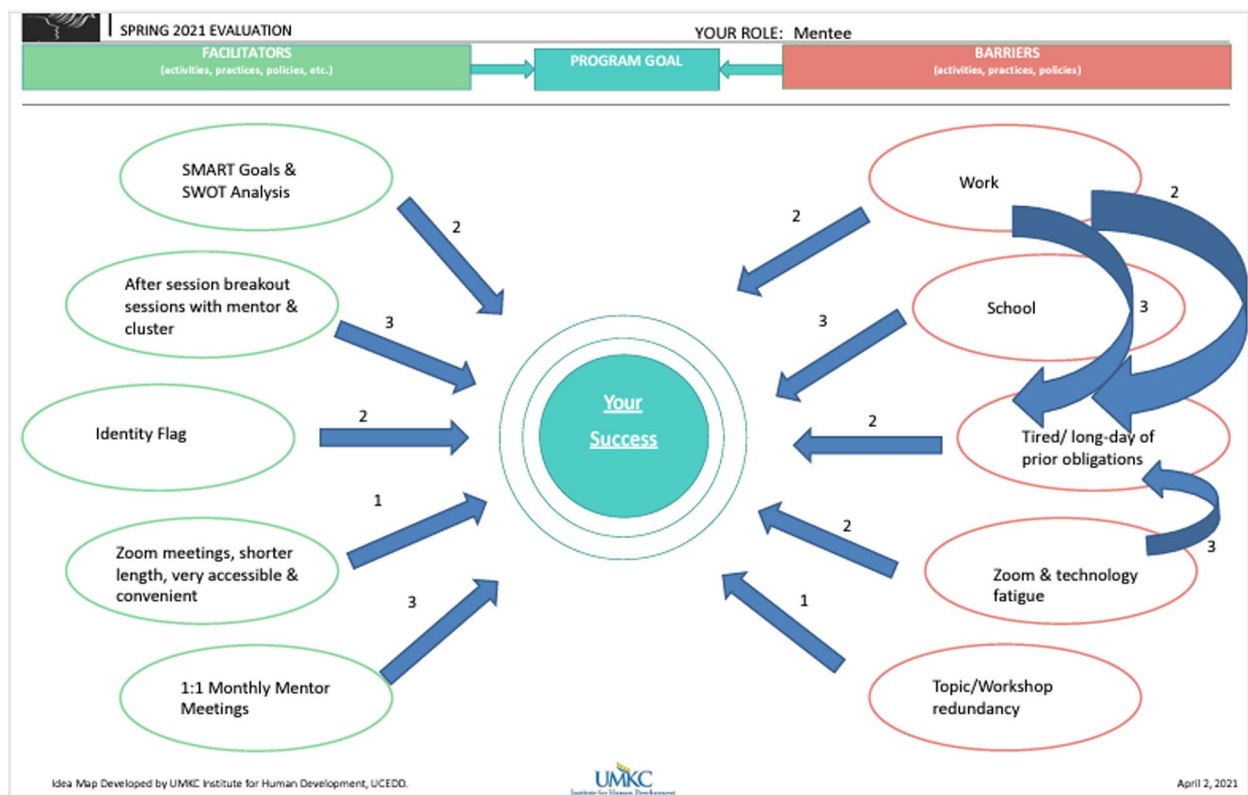 SPRING 2021 EVALUATION
YOUR ROLE: Mentee
FACILITATORS
(activities, practices, policies, etc.)
PROGRAM GOAL
BARRIERS
(activities, practices, policies)
SMART Goals &
SWOT Analysis
2
After session breakout
sessions with mentor &
cluster
3
Identity Flag
2
Zoom meetings, shorter
length, very accessible &
convenient
1
1:1 Monthly Mentor
Meetings
3
Your
Success
Work
2
2
3
School
3
Tired/ long-day of
prior obligations
2
Zoom & technology
fatigue
2
3
Topic/Workshop
redundancy
1
Idea Map Developed by UMKC Institute for Human Development, UCEDD.
UMKC
Institute for Human Development
April 2, 2021